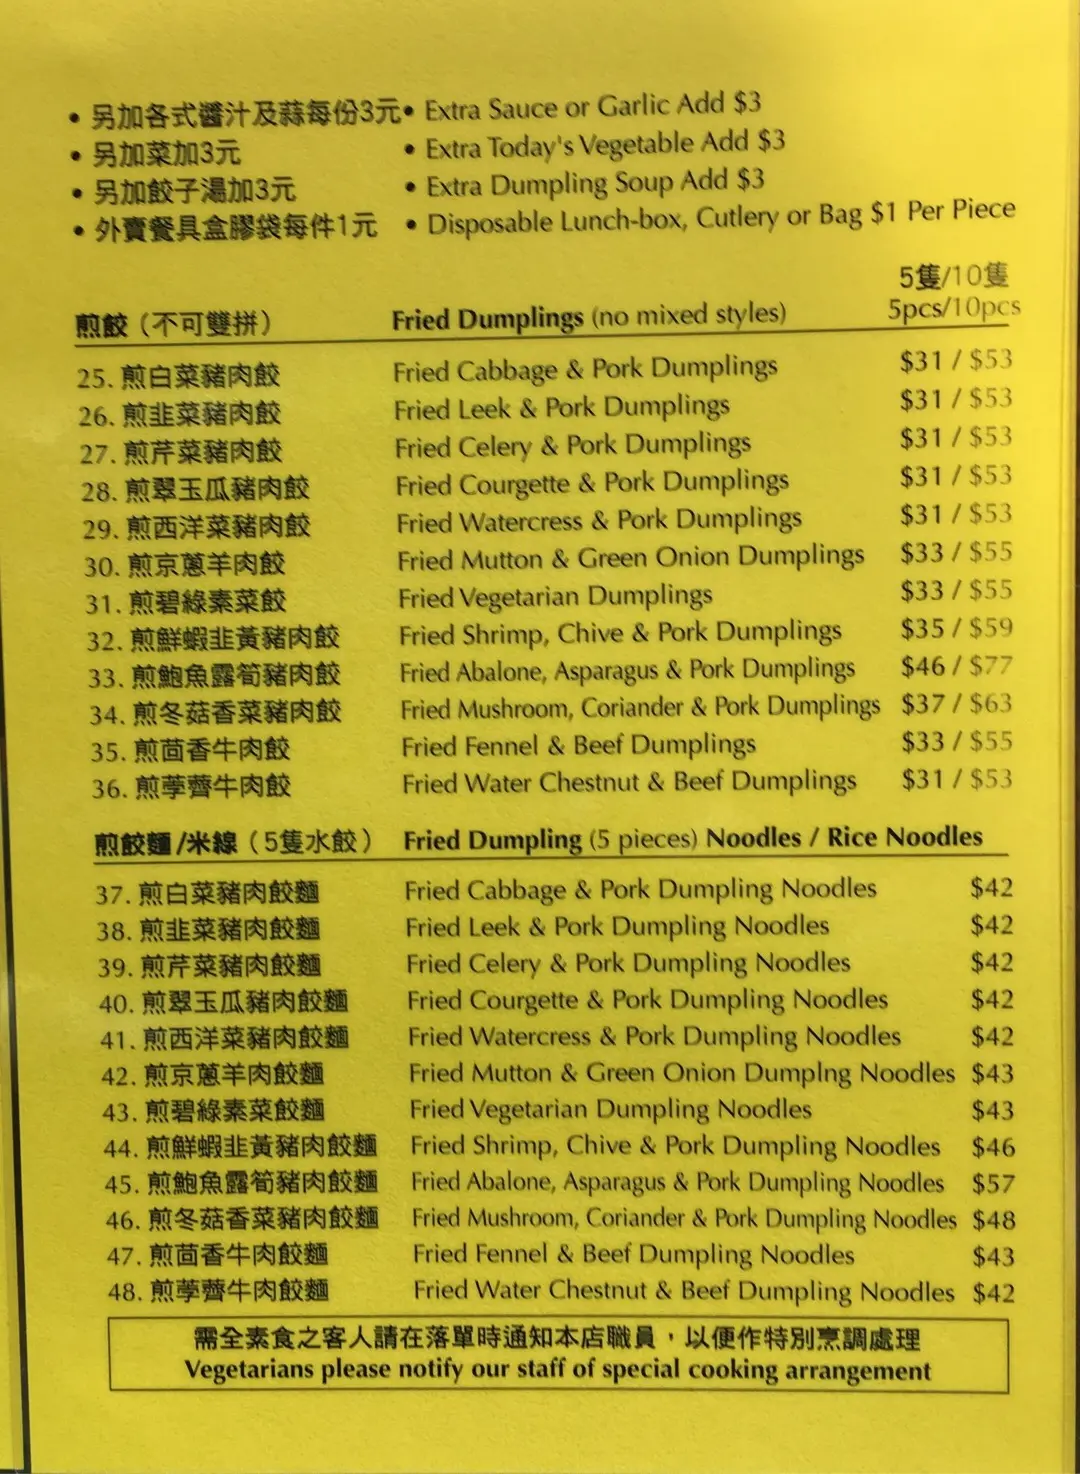 • 另加各式醬汁及蒜每份3元 • Extra Sauce or Garlic Add $3
• 另加菜加3元 • Extra Today's Vegetable Add $3
• 另加餃子湯加3元 • Extra Dumpling Soup Add $3
• 外賣餐具盒膠袋每件1元 • Disposable Lunch-box, Cutlery or Bag $1 Per Piece
5隻/10隻
煎餃（不可雙拼） Fried Dumplings (no mixed styles) 5pcs/10pcs
25. 煎白菜豬肉餃 Fried Cabbage & Pork Dumplings $31 / $53
26. 煎韭菜豬肉餃 Fried Leek & Pork Dumplings $31 / $53
27. 煎芹菜豬肉餃 Fried Celery & Pork Dumplings $31 / $53
28. 煎翠玉瓜豬肉餃 Fried Courgette & Pork Dumplings $31 / $53
29. 煎西洋菜豬肉餃 Fried Watercress & Pork Dumplings $31 / $53
30. 煎京蔥羊肉餃 Fried Mutton & Green Onion Dumplings $33 / $55
31. 煎碧綠素菜餃 Fried Vegetarian Dumplings $33 / $55
32. 煎鮮蝦韭黃豬肉餃 Fried Shrimp, Chive & Pork Dumplings $35 / $59
33. 煎鮑魚露筍豬肉餃 Fried Abalone, Asparagus & Pork Dumplings $46 / $77
34. 煎冬菇香菜豬肉餃 Fried Mushroom, Coriander & Pork Dumplings $37 / $63
35. 煎茴香牛肉餃 Fried Fennel & Beef Dumplings $33 / $55
36. 煎荸薺牛肉餃 Fried Water Chestnut & Beef Dumplings $31 / $53
煎餃麵/米線（5隻水餃） Fried Dumpling (5 pieces) Noodles / Rice Noodles
37. 煎白菜豬肉餃麵 Fried Cabbage & Pork Dumpling Noodles $42
38. 煎韭菜豬肉餃麵 Fried Leek & Pork Dumpling Noodles $42
39. 煎芹菜豬肉餃麵 Fried Celery & Pork Dumpling Noodles $42
40. 煎翠玉瓜豬肉餃麵 Fried Courgette & Pork Dumpling Noodles $42
41. 煎西洋菜豬肉餃麵 Fried Watercress & Pork Dumpling Noodles $42
42. 煎京蔥羊肉餃麵 Fried Mutton & Green Onion Dumplng Noodles $43
43. 煎碧綠素菜餃麵 Fried Vegetarian Dumpling Noodles $43
44. 煎鮮蝦韭黃豬肉餃麵 Fried Shrimp, Chive & Pork Dumpling Noodles $46
45. 煎鮑魚露筍豬肉餃麵 Fried Abalone, Asparagus & Pork Dumpling Noodles $57
46. 煎冬菇香菜豬肉餃麵 Fried Mushroom, Coriander & Pork Dumpling Noodles $48
47. 煎茴香牛肉餃麵 Fried Fennel & Beef Dumpling Noodles $43
48. 煎荸薺牛肉餃麵 Fried Water Chestnut & Beef Dumpling Noodles $42
需全素食之客人請在落單時通知本店職員，以便作特別烹調處理
Vegetarians please notify our staff of special cooking arrangement